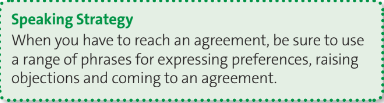 Speaking Strategy
When you have to reach an agreement, be sure to use
a range of phrases for expressing preferences, raising
objections and coming to an agreement.